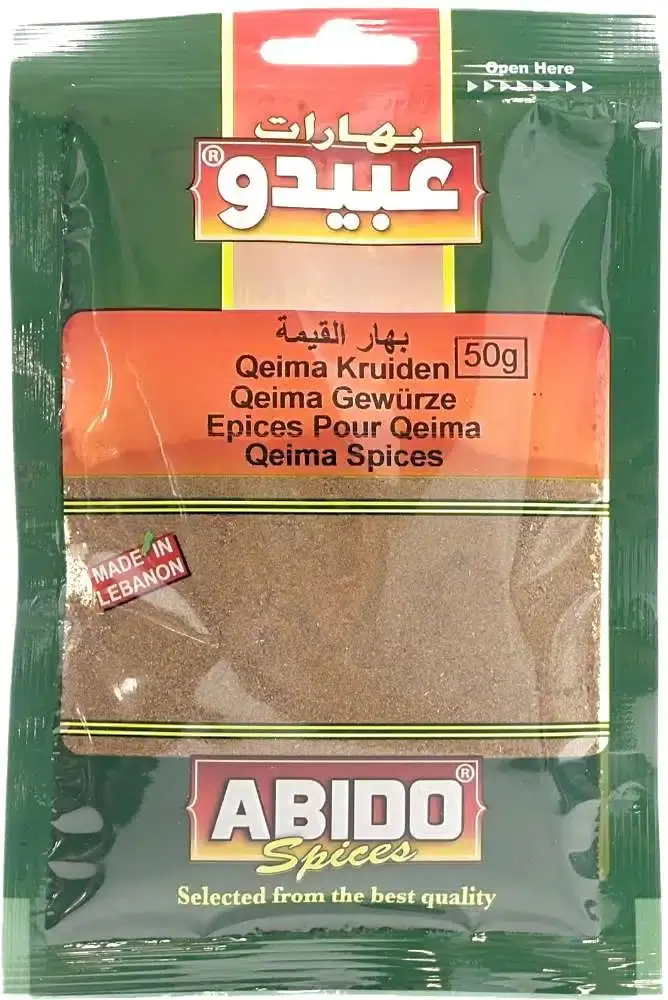 Open Here
بهارات
عبيدو®
بهار القيمة
Qeima Kruiden
50g
Qeima Gewürze
Epices Pour Qeima
Qeima Spices
MADE IN
LEBANON
ABIDO®
Spices
Selected from the best quality